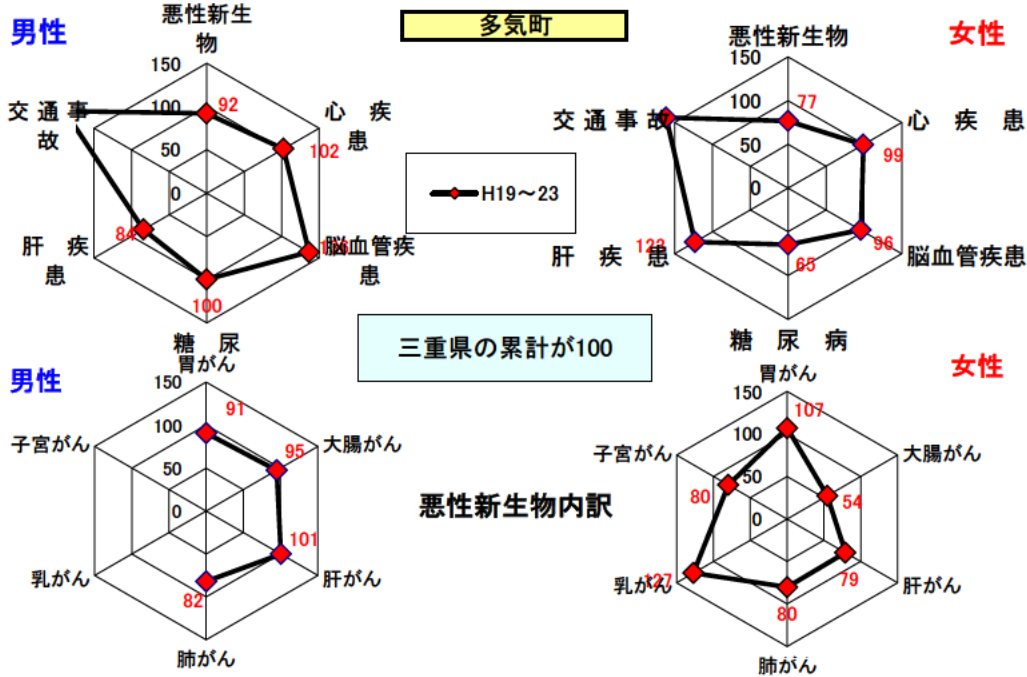 男性
多気町
女性
悪性新生
物
150
100
50
0
92
心 疾
患
102
脳血管疾
患
糖 尿
100
肝 疾
患
84
交 通 事
故
H19～23
悪性新生物
150
100
50
0
77
心 疾 患
99
脳血管疾患
96
糖 尿 病
65
肝 疾 患
交 通 事 故
三重県の累計が100
男性
女性
胃がん
150
100
50
0
91
大腸がん
95
肝がん
101
肺がん
82
乳がん
子宮がん
悪性新生物内訳
胃がん
150
100
50
0
107
大腸がん
54
肝がん
79
肺がん
80
乳がん
127
子宮がん
80